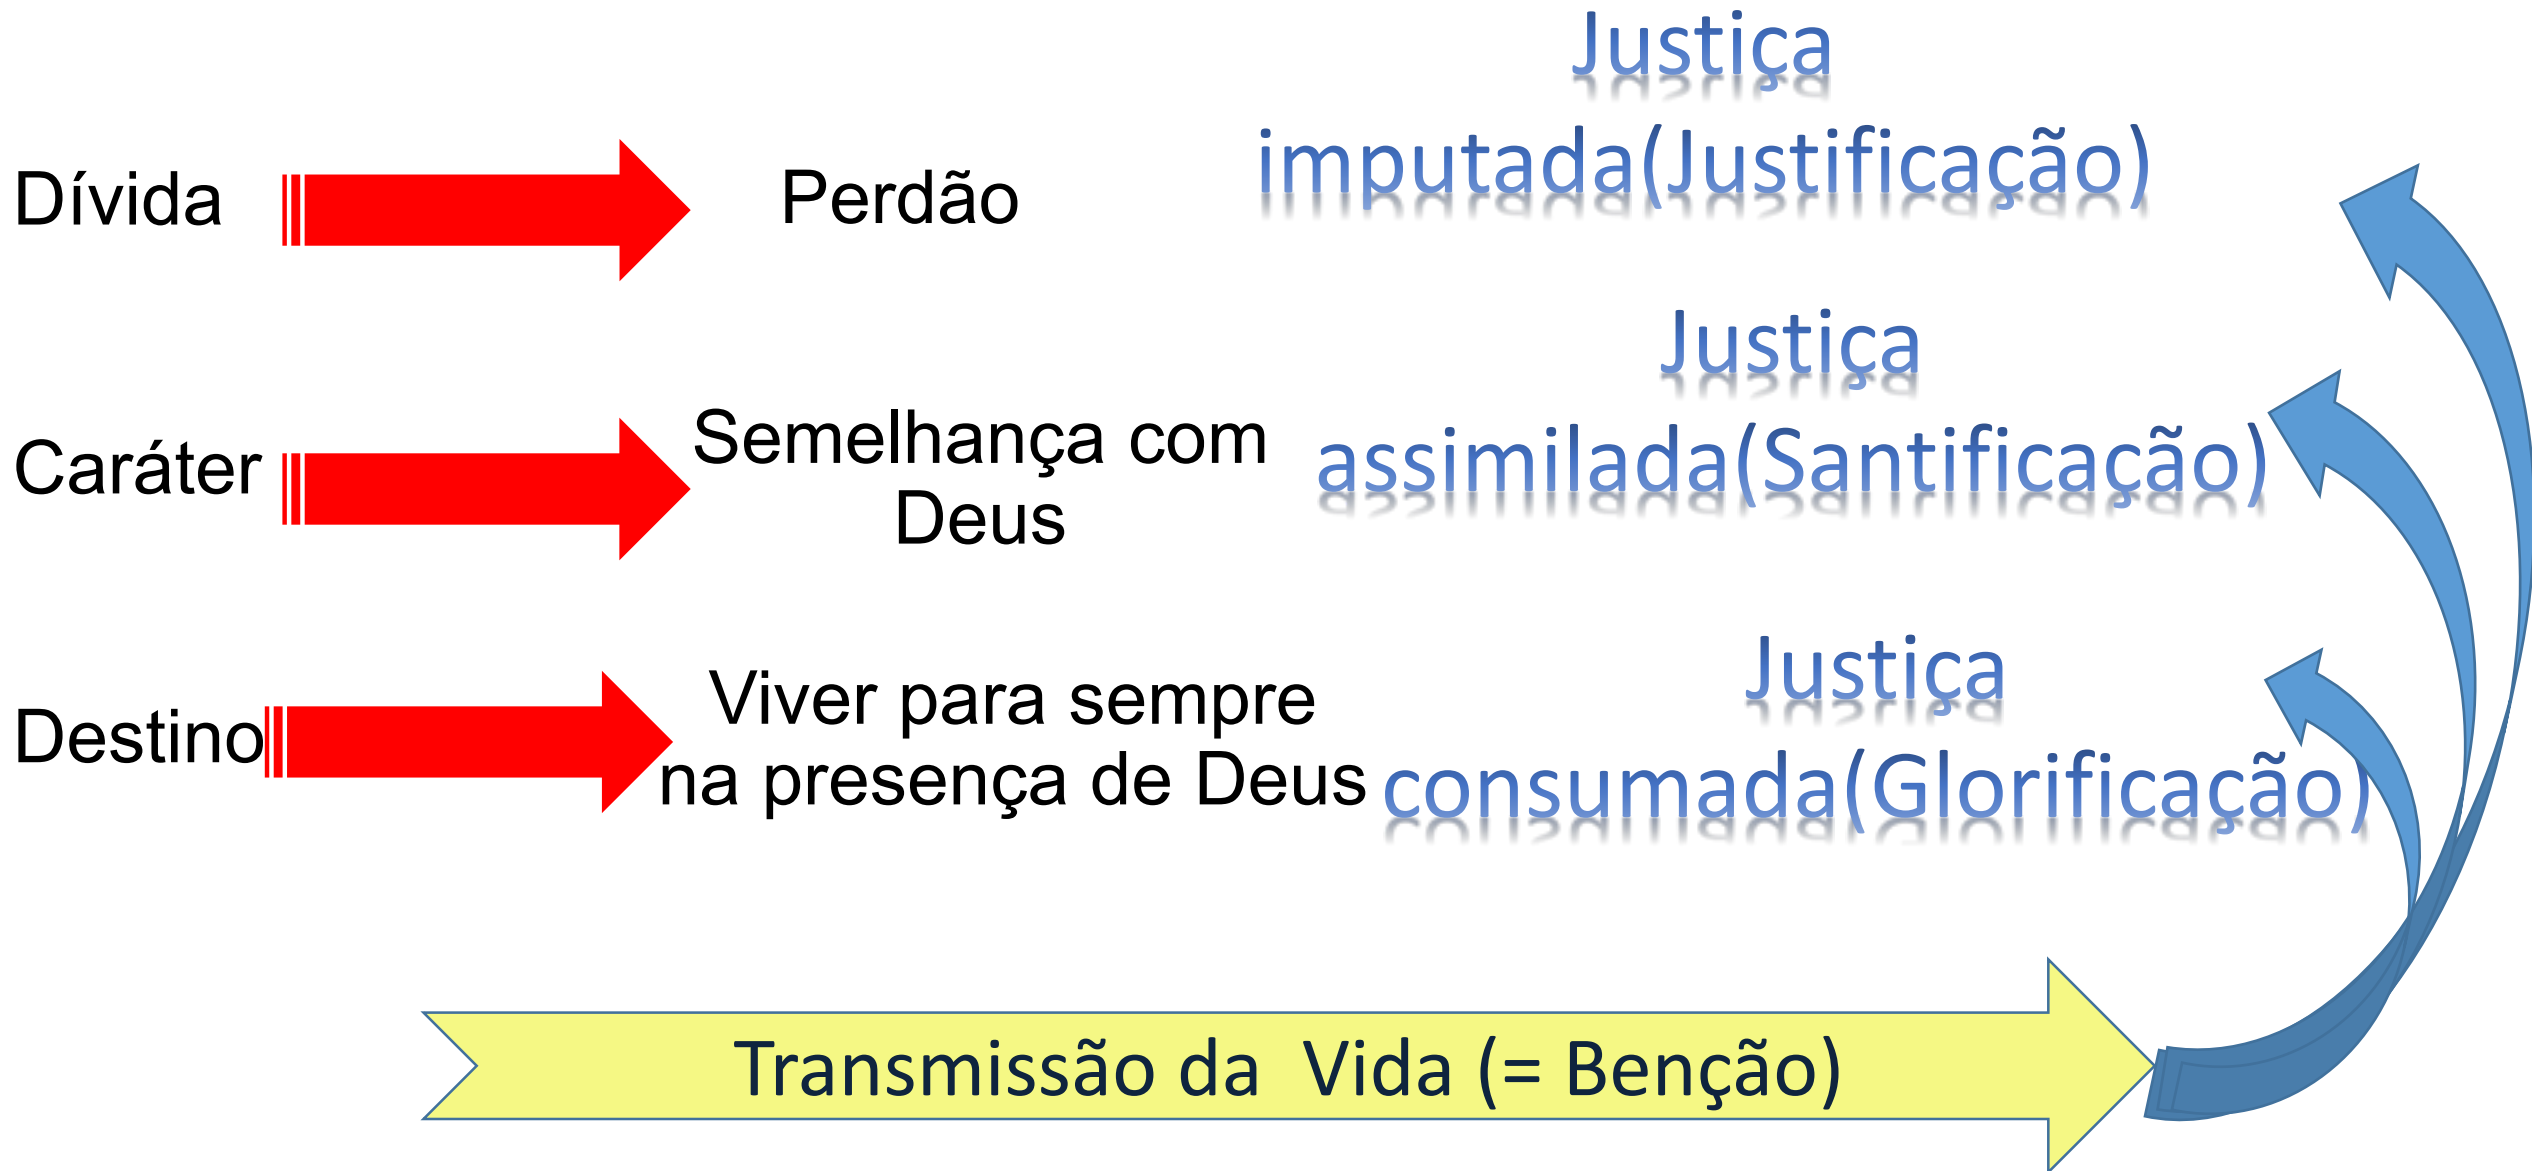 Dívida
Perdão
Justiça
imputada(Justificação)
Caráter
Semelhança com
Deus
Justiça
assimilada(Santificação)
Destino
Viver para sempre
na presença de Deus
Justiça
consumada(Glorificação)
Transmissão da  Vida (= Benção)